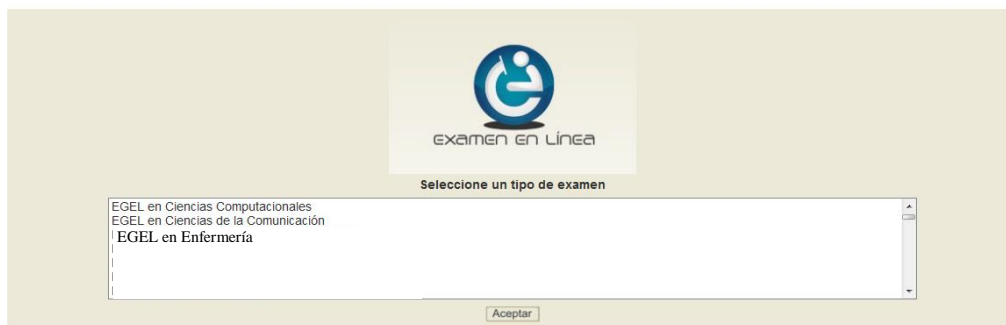 examen en línea
Seleccione un tipo de examen
EGEL en Ciencias Computacionales
EGEL en Ciencias de la Comunicación
EGEL en Enfermería
Aceptar